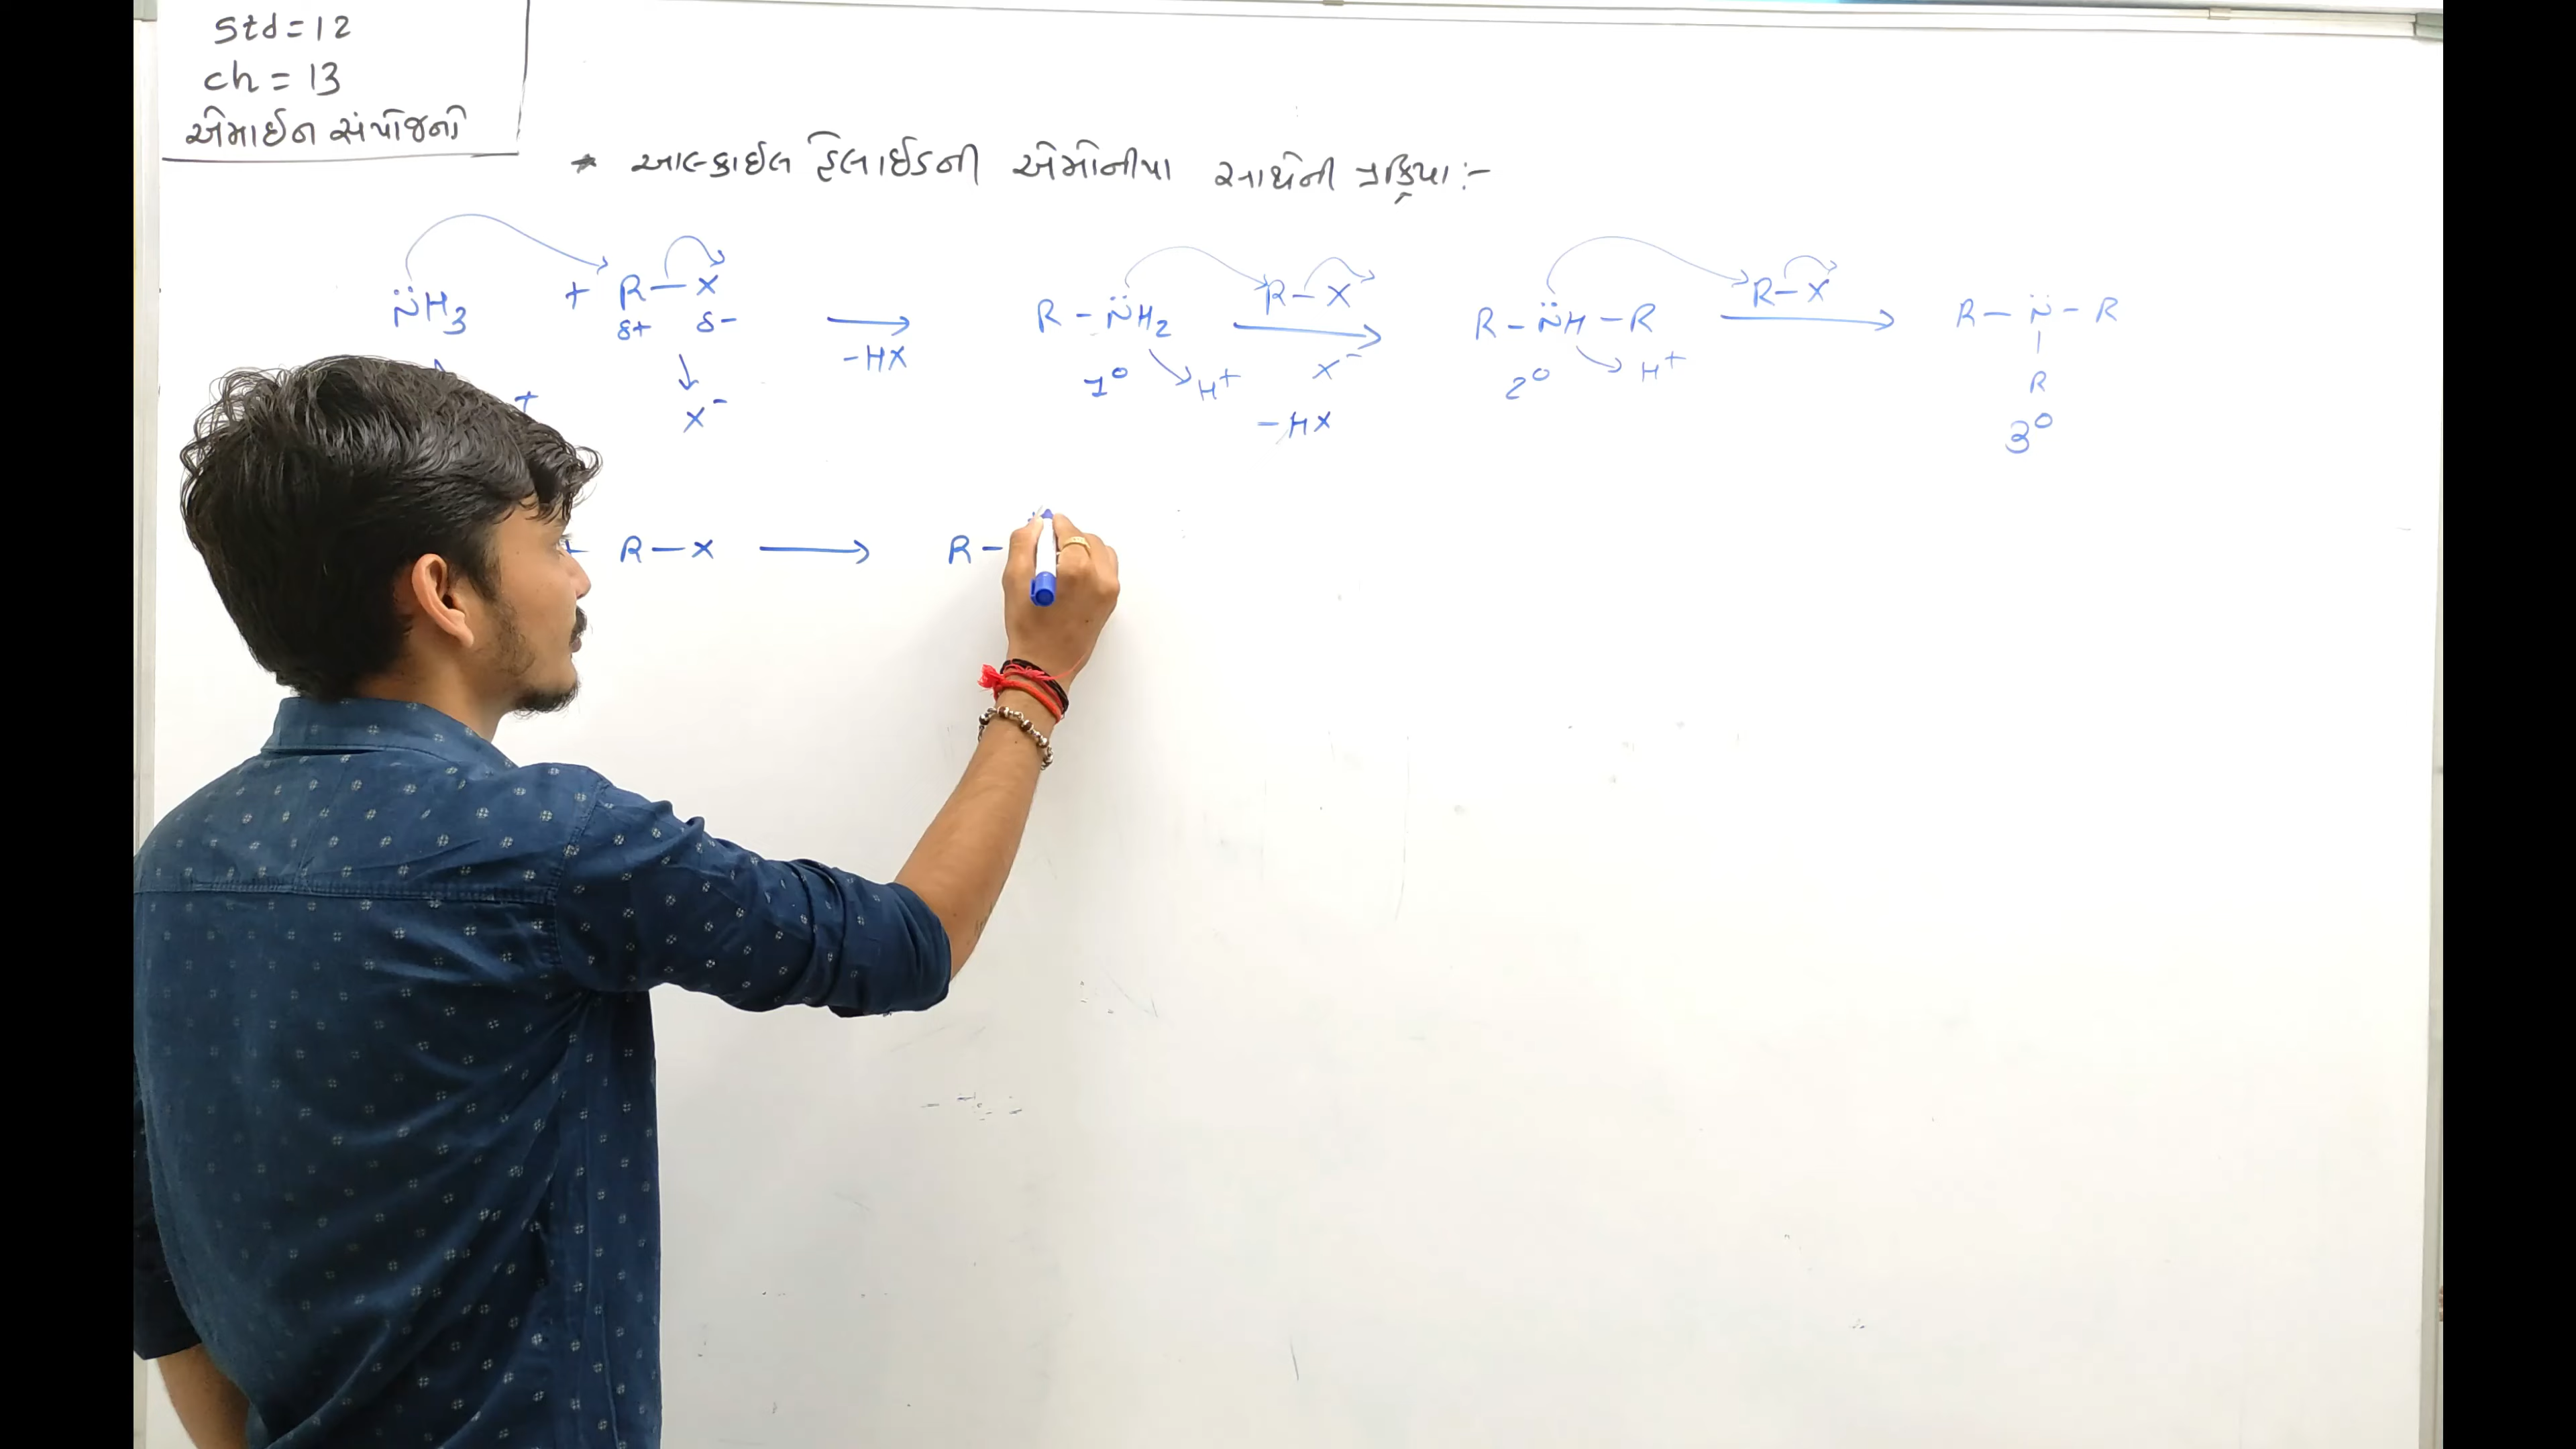 Std = 12
ch = 13
એમાઈન સંયોજનો
* આલ્કાઈલ હેલાઈડની એમોનીયા સાથેની પ્રક્રિયા :-
N̈H3 + R — X ⟶ R - N̈H2 R - X ⟶ R - N̈H - R R - X ⟶ R — N̈ - R
δ+ δ-
-HX
1° H+ X- 2° H+ R
+ X-
-HX 3°
R — X ⟶ R -